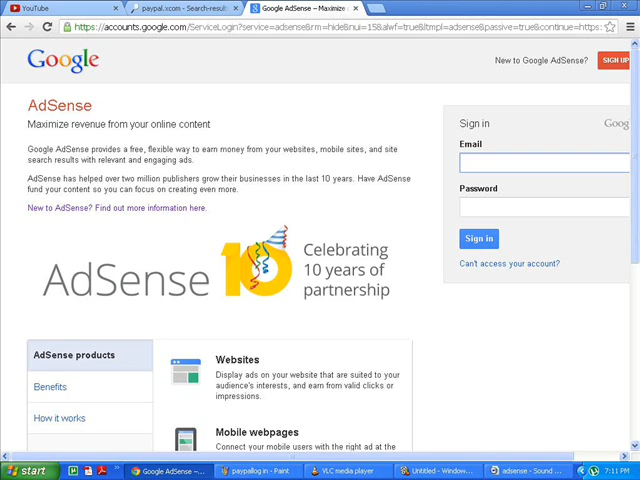 YouTube
paypal.xcom - Search-results
Google AdSense – Maximize
https://accounts.google.com/ServiceLogin?service=adsense&rm=hide&nui=15&alwf=true&ltmpl=adsense&passive=true&continue=https:
Google
New to Google AdSense?
SIGN UP
AdSense
Maximize revenue from your online content
Google AdSense provides a free, flexible way to earn money from your websites, mobile sites, and site
search results with relevant and engaging ads.
AdSense has helped over two million publishers grow their businesses in the last 10 years. Have AdSense
fund your content so you can focus on creating even more.
New to AdSense? Find out more information here.
Sign in
Goog
Email
Password
Sign in
Can't access your account?
AdSense 10
Celebrating
10 years of
partnership
AdSense products
Benefits
How it works
Websites
Display ads on your website that are suited to your
audience's interests, and earn from valid clicks or
impressions.
Mobile webpages
Connect your mobile users with the right ad at the
start
Google AdSense –...
paypallog in - Paint
VLC media player
Untitled - Window...
adsense - Sound ...
7:11 PM